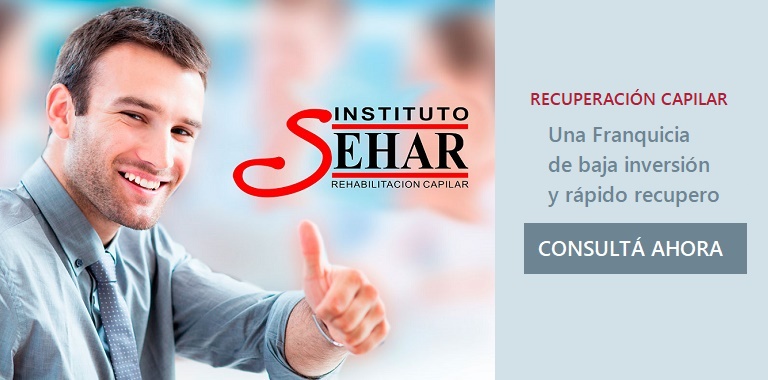 INSTITUTO
SEHAR
REHABILITACION CAPILAR
RECUPERACIÓN CAPILAR
Una Franquicia
de baja inversión
y rápido recupero
CONSULTÁ AHORA